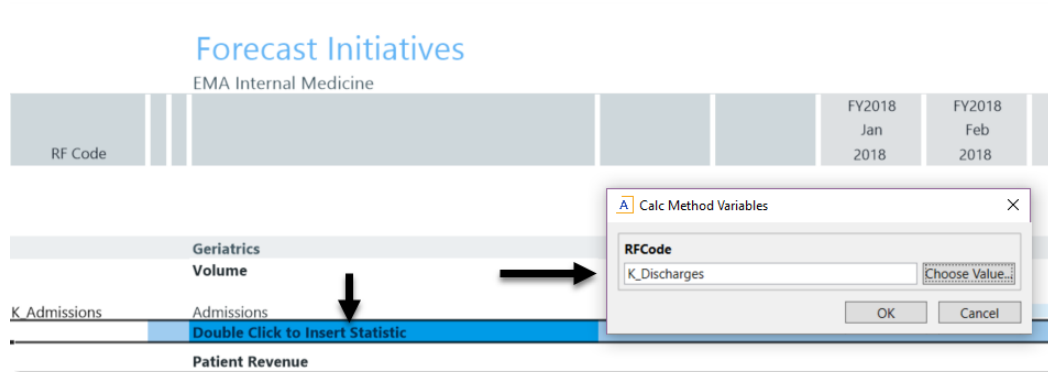 Forecast Initiatives
EMA Internal Medicine
FY2018 FY2018
Jan Feb
RF Code 2018 2018
A Calc Method Variables
Geriatrics
RFCode
Volume
K_Discharges Choose Value...
K_Admissions Admissions
OK Cancel
Double Click to Insert Statistic
Patient Revenue